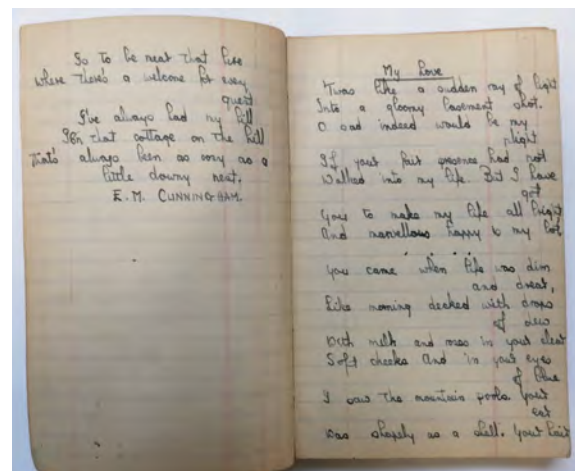 So to be near that fire
where there's a welcome for every
guest
I've always had my fill
In that cottage on the hill
that's always been as cosy as a
little downy nest.
E. M. CUNNINGHAM.
My Love
'Twas like a sudden ray of light
Into a gloomy basement shot.
O sad indeed would be my
plight
If your fair presence had not
Walked into my life. But I have
got
You to make my life all bright
And marvellous happy is my lot.
You came when life was dim
and drear,
Like morning decked with drops
of dew
With milk and roses in your clear
Soft cheeks and in your eyes
of blue
I saw the mountain pools. Your
ear
Was shapely as a shell. Your hair